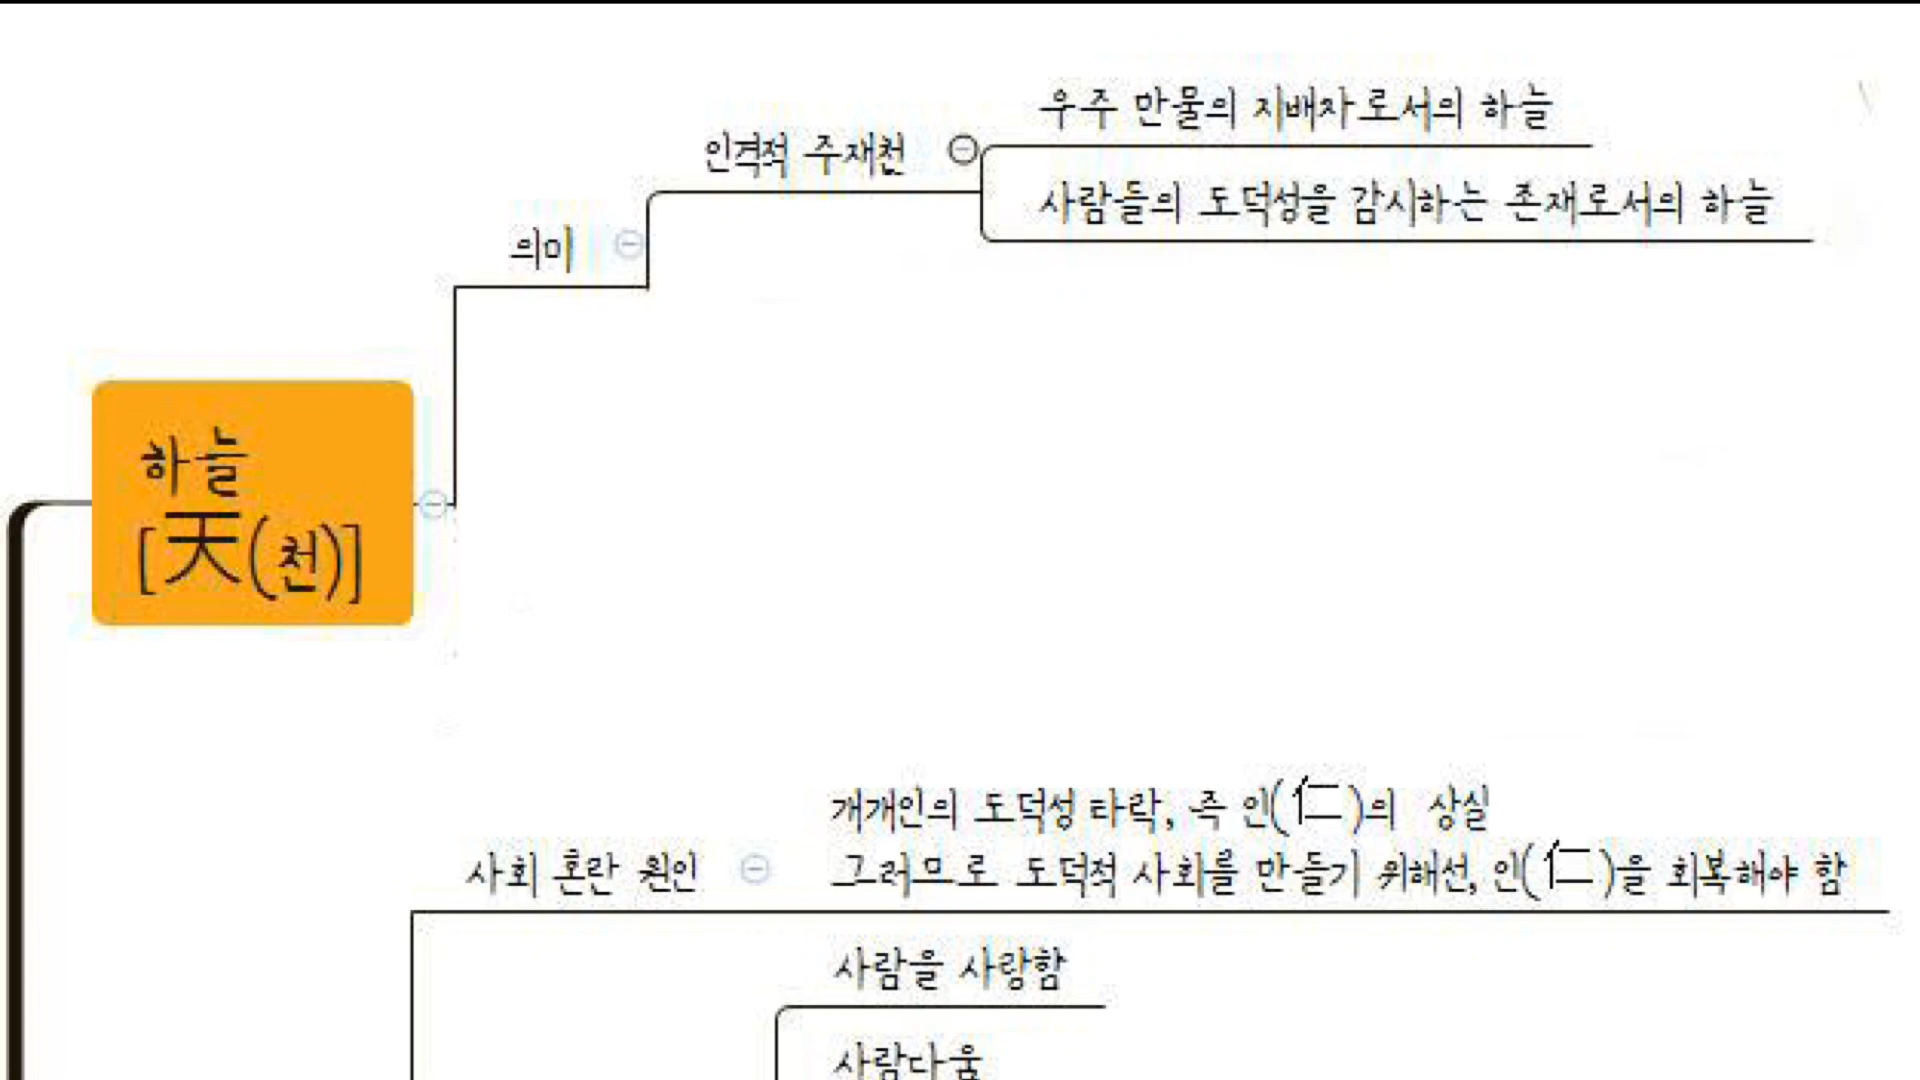 우주 만물의 지배자로서의 하늘
인격적 주재천
사람들의 도덕성을 감시하는 존재로서의 하늘
의미
하늘
[天(천)]
개개인의 도덕성 타락, 즉 인(仁)의 상실
사회 혼란 원인
그러므로 도덕적 사회를 만들기 위해선, 인(仁)을 회복해야 함
사람을 사랑함
사람다움